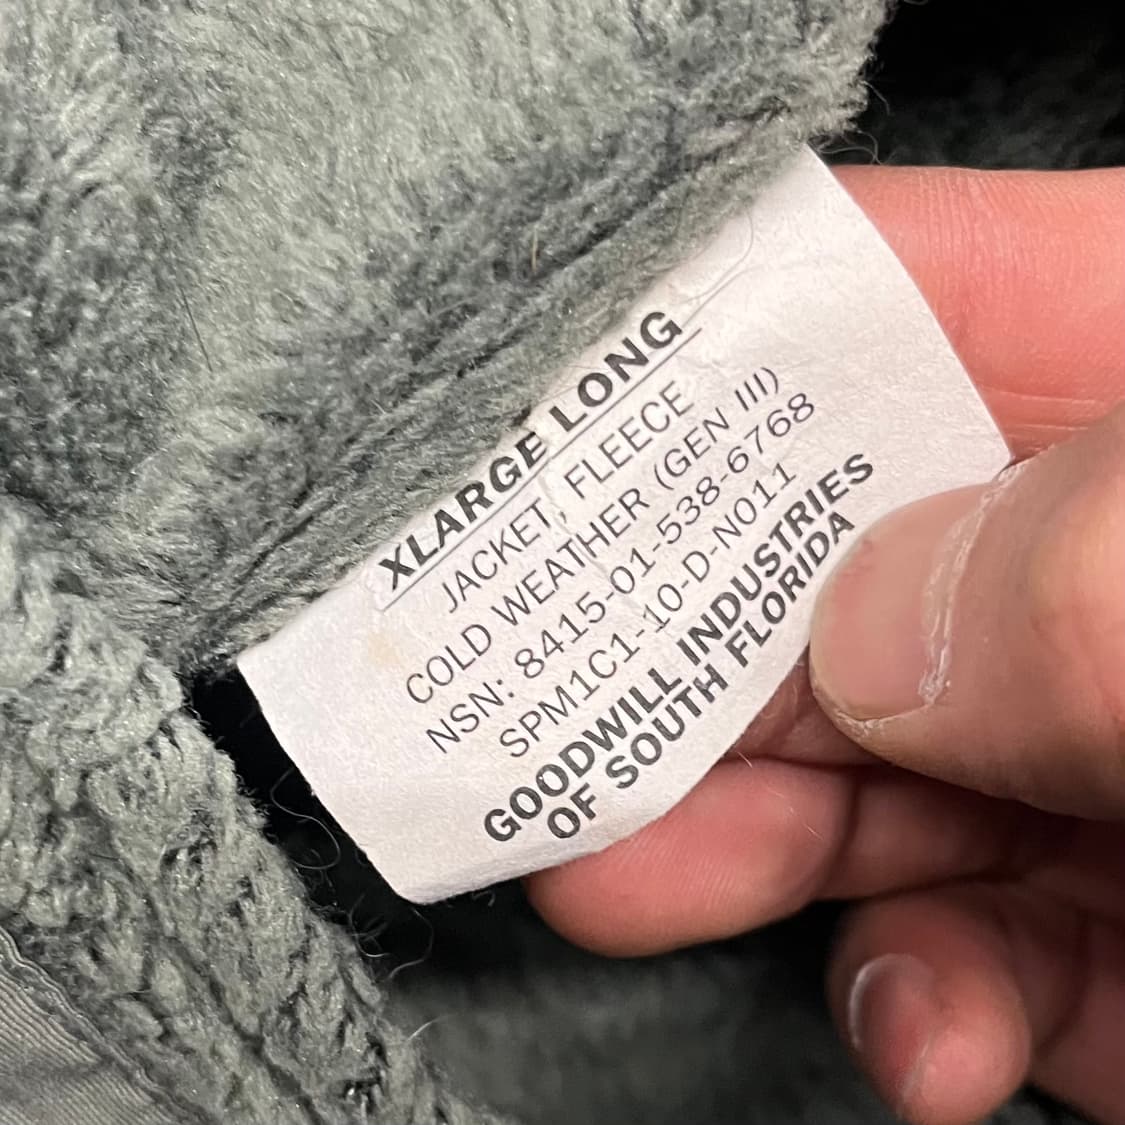 XLARGE LONG
JACKET, FLEECE
COLD WEATHER (GEN III)
NSN: 8415-01-538-6768
SPM1C1-10-D-N011
GOODWILL INDUSTRIES
OF SOUTH FLORIDA